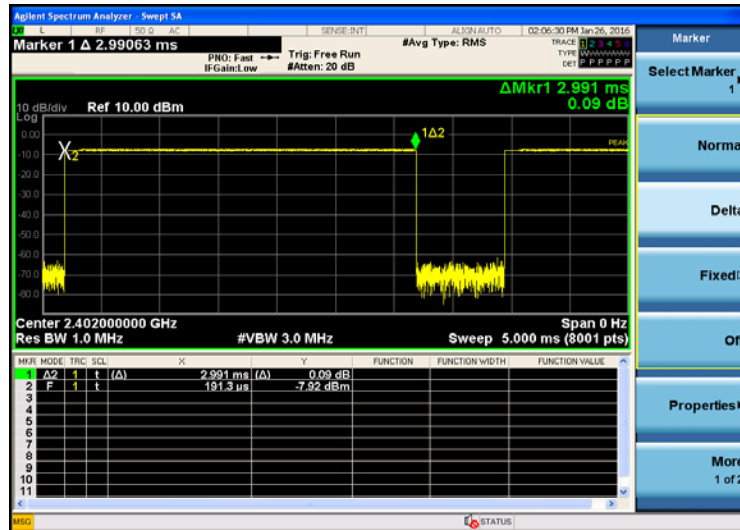 Agilent Spectrum Analyzer - Swept SA
L RF 50 Ω AC SENSE:INT ALIGN AUTO 02:06:30 PM Jan 26, 2016
Marker 1 Δ 2.99063 ms
PNO: Fast Trig: Free Run #Avg Type: RMS TRACE 1 2 3 4 5 6
IFGain:Low #Atten: 20 dB TYPE W
DET P P P P P P
ΔMkr1 2.991 ms
0.09 dB
10 dB/div Ref 10.00 dBm
Log
0.00
-10.0
-20.0
-30.0
-40.0
-50.0
-60.0
-70.0
-80.0
X2
1Δ2
PEAK
Center 2.402000000 GHz Span 0 Hz
Res BW 1.0 MHz #VBW 3.0 MHz Sweep 5.000 ms (8001 pts)
MKR MODE TRC SCL X Y FUNCTION FUNCTION WIDTH FUNCTION VALUE
1 Δ2 1 t (Δ) 2.991 ms (Δ) 0.09 dB
2 F 1 t 191.3 µs -7.92 dBm
3
4
5
6
7
8
9
10
11
MSG STATUS
Marker
Select Marker
1
Norma
Delta
Fixed
Of
Properties
More
1 of 2